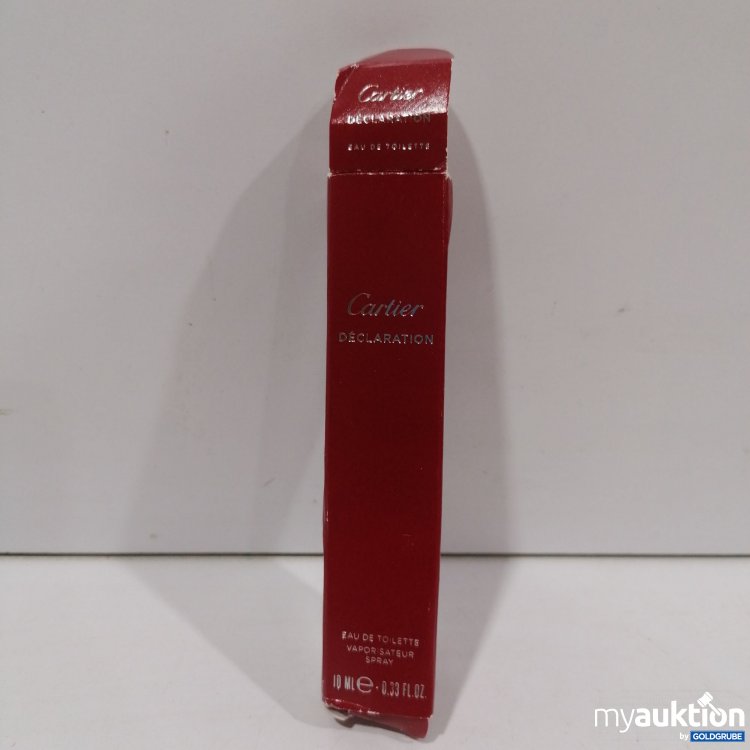 Cartier
DÉCLARATION
EAU DE TOILETTE
Cartier
DÉCLARATION
EAU DE TOILETTE
VAPORISATEUR
SPRAY
10 ML e - 0.33 FL.OZ.
myauktion
by GOLDGRUBE